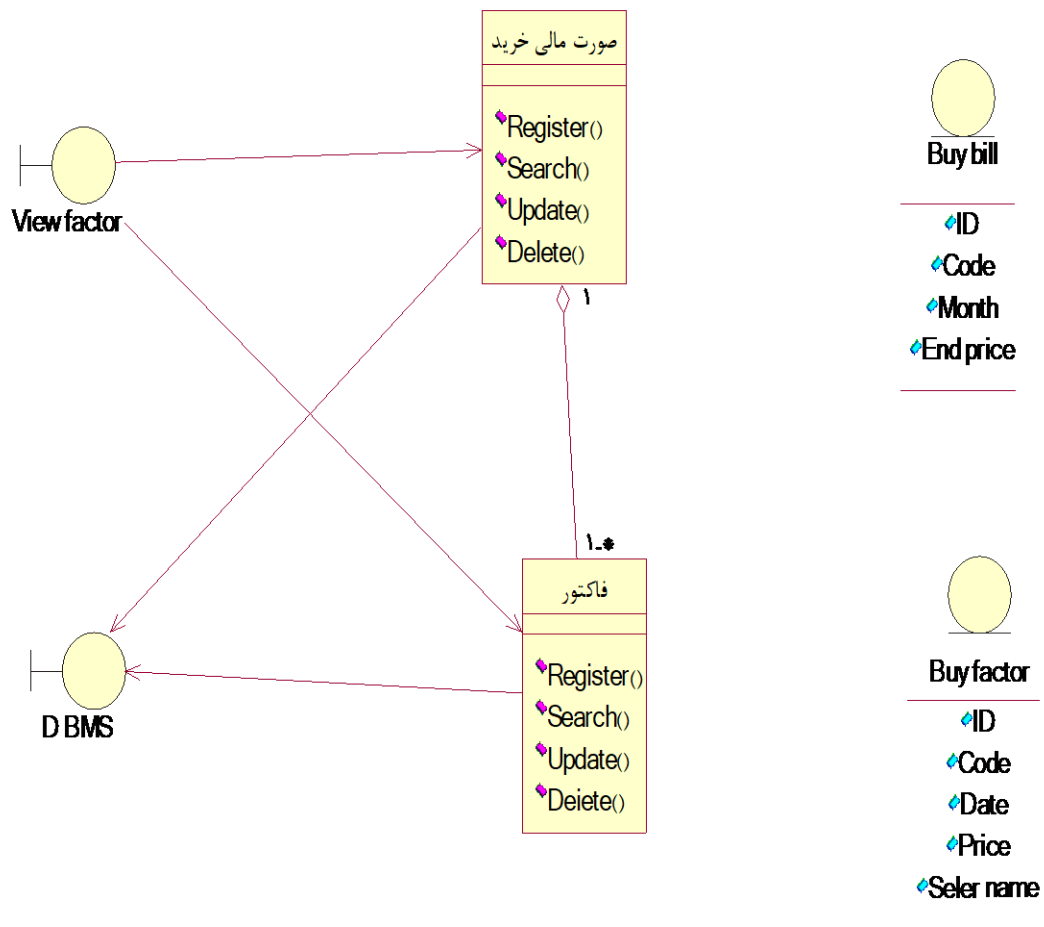 صورت مالی خرید
Register()
Search()
Update()
Delete()
View factor
۱
۱..*
فاکتور
Register()
Search()
Update()
Deiete()
D BMS
Buy bill
ID
Code
Month
End price
Buy factor
ID
Code
Date
Price
Seler name